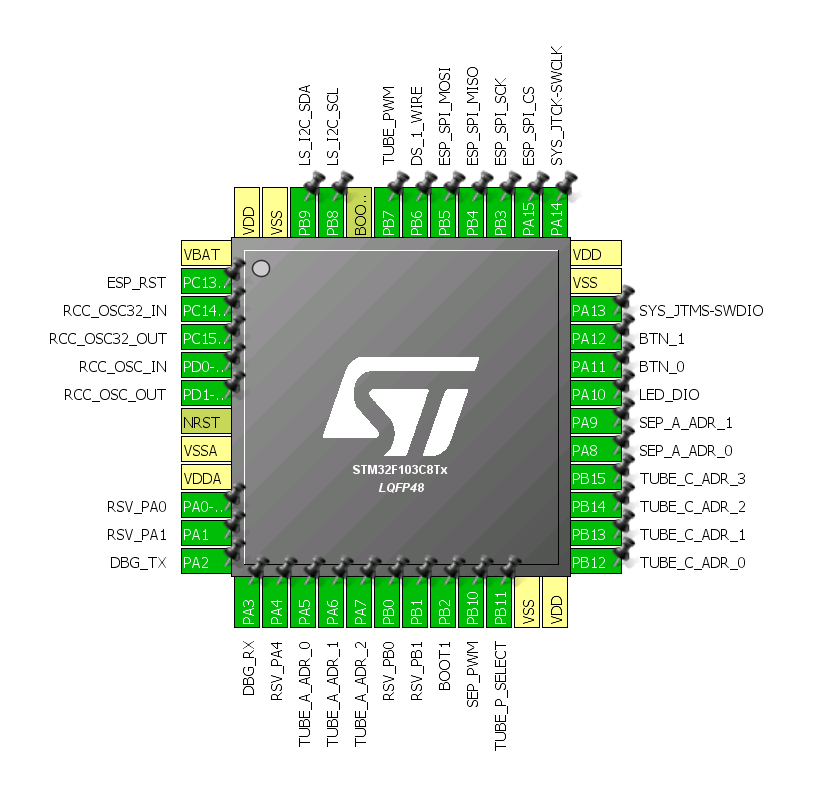 LS_I2C_SDA
LS_I2C_SCL
TUBE_PWM
DS_1_WIRE
ESP_SPI_MOSI
ESP_SPI_MISO
ESP_SPI_SCK
ESP_SPI_CS
SYS_JTCK-SWCLK
VDD
VSS
PB9
PB8
BOO..
PB7
PB6
PB5
PB4
PB3
PA15
PA14
VBAT
ESP_RST PC13..
RCC_OSC32_IN PC14..
RCC_OSC32_OUT PC15..
RCC_OSC_IN PD0-..
RCC_OSC_OUT PD1-..
NRST
VSSA
VDDA
RSV_PA0 PA0-..
RSV_PA1 PA1
DBG_TX PA2
ST
STM32F103C8Tx
LQFP48
VDD
VSS
PA13 SYS_JTMS-SWDIO
PA12 BTN_1
PA11 BTN_0
PA10 LED_DIO
PA9 SEP_A_ADR_1
PA8 SEP_A_ADR_0
PB15 TUBE_C_ADR_3
PB14 TUBE_C_ADR_2
PB13 TUBE_C_ADR_1
PB12 TUBE_C_ADR_0
PA3
PA4
PA5
PA6
PA7
PB0
PB1
PB2
PB10
PB11
VSS
VDD
DBG_RX
RSV_PA4
TUBE_A_ADR_0
TUBE_A_ADR_1
TUBE_A_ADR_2
RSV_PB0
RSV_PB1
BOOT1
SEP_PWM
TUBE_P_SELECT